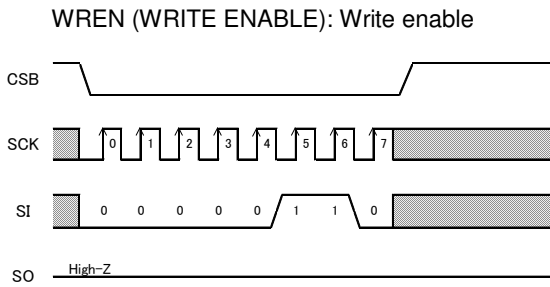 WREN (WRITE ENABLE): Write enable
CSB
SCK 0 1 2 3 4 5 6 7
SI 0 0 0 0 0 1 1 0
SO High-Z